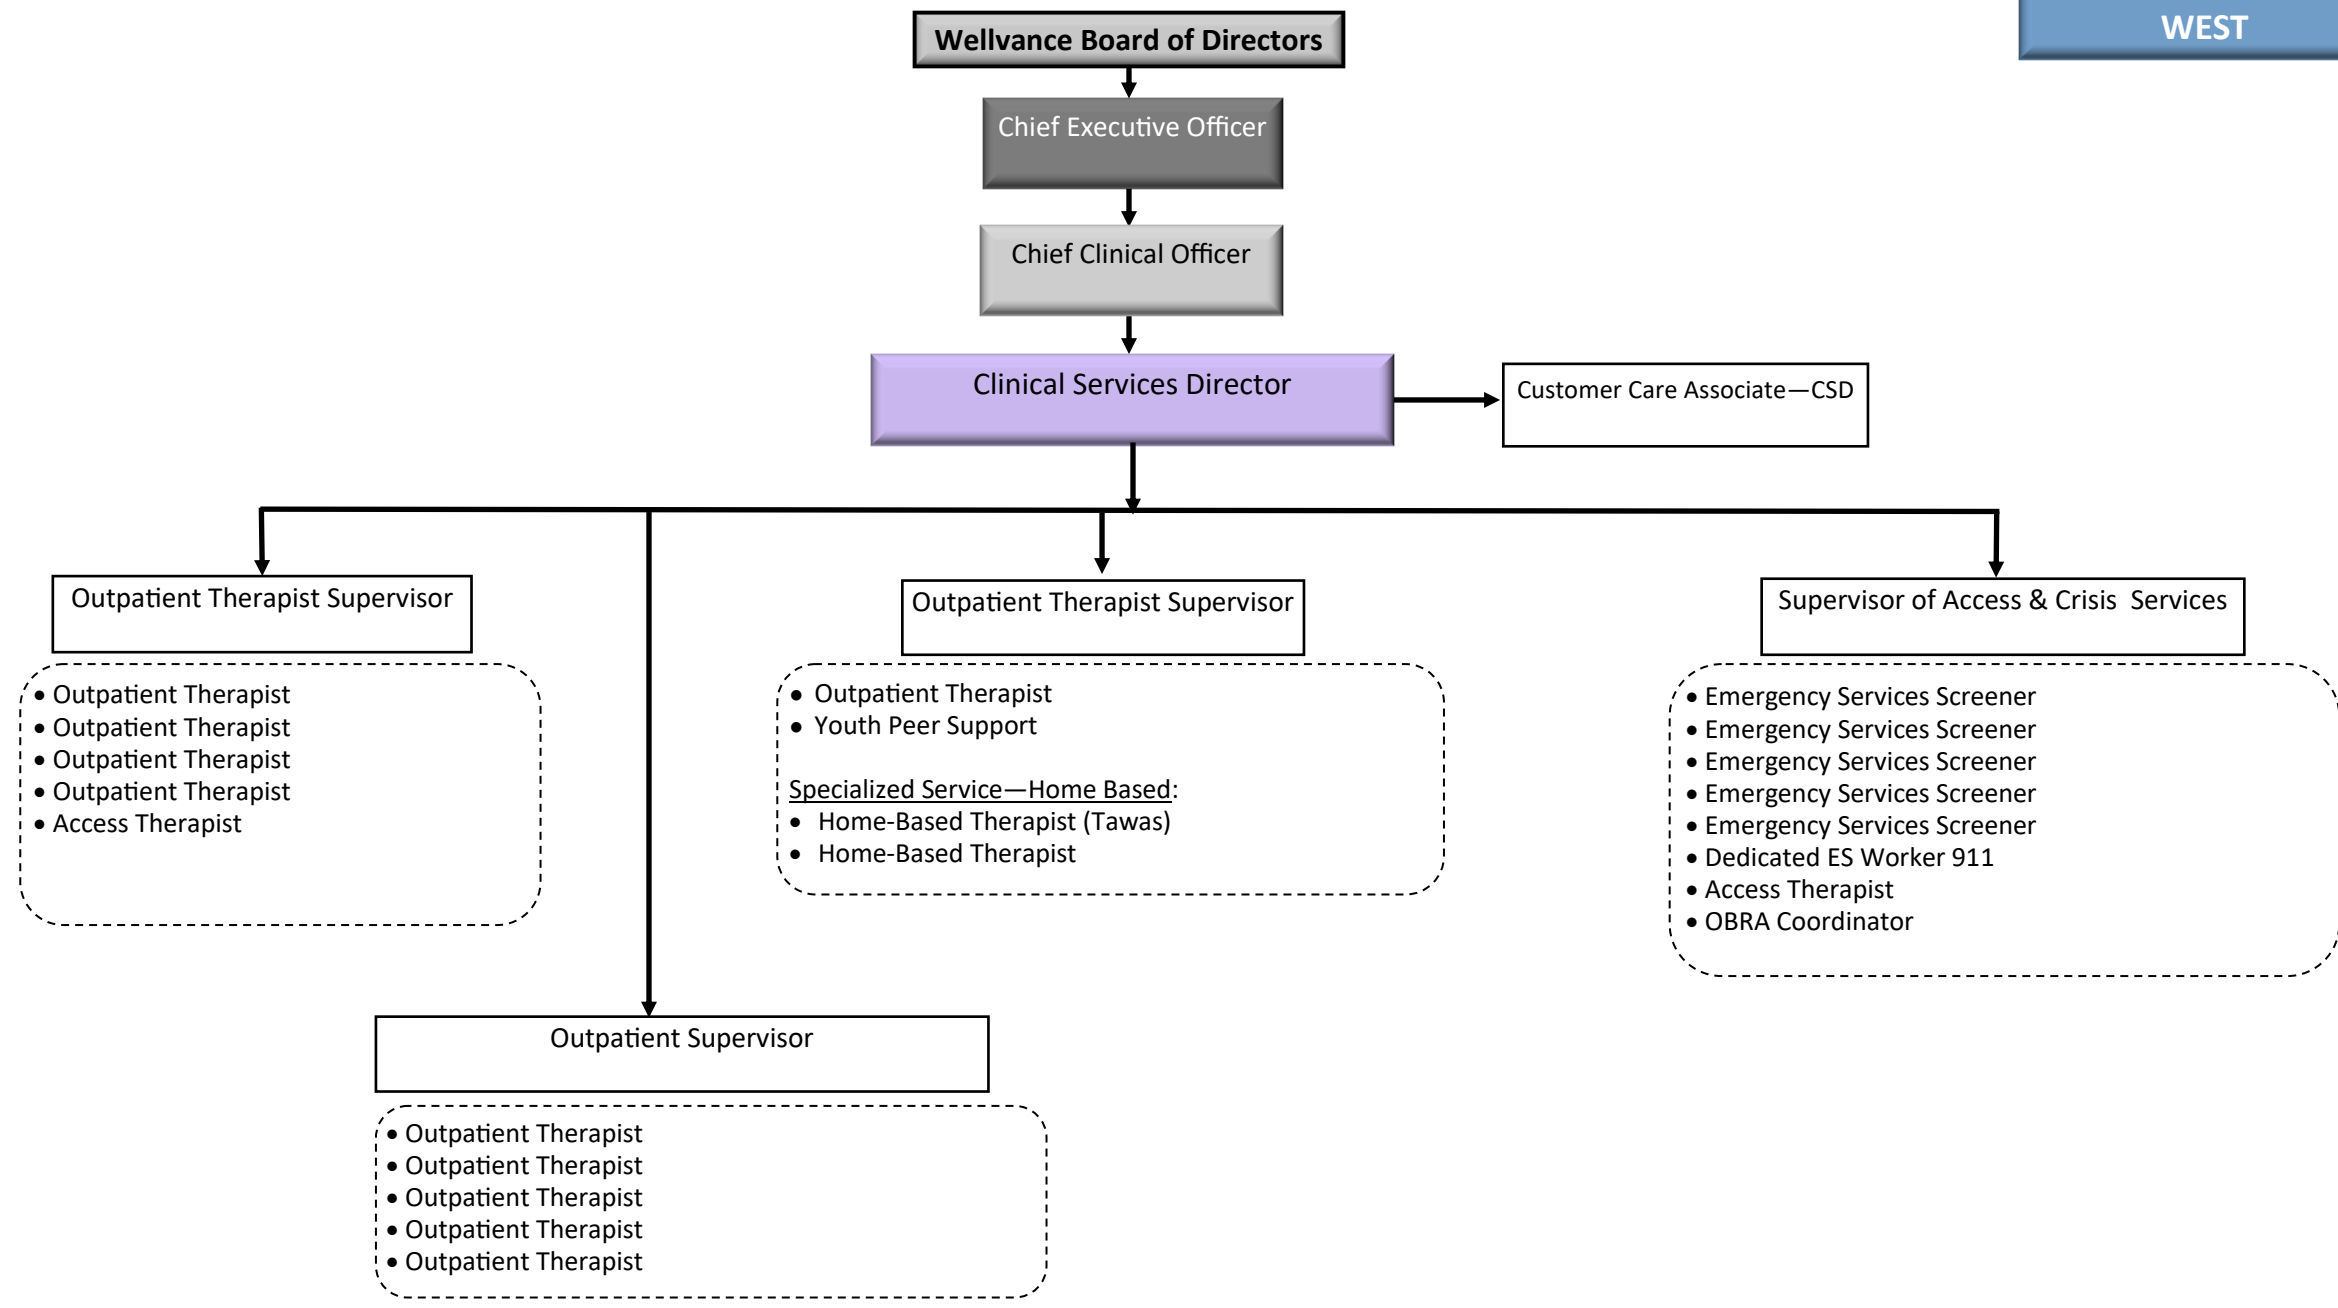 WEST
Wellvance Board of Directors
Chief Executive Officer
Chief Clinical Officer
Clinical Services Director
Customer Care Associate—CSD
Outpatient Therapist Supervisor
• Outpatient Therapist
• Outpatient Therapist
• Outpatient Therapist
• Outpatient Therapist
• Access Therapist
Outpatient Therapist Supervisor
• Outpatient Therapist
• Youth Peer Support
Specialized Service—Home Based:
• Home-Based Therapist (Tawas)
• Home-Based Therapist
Supervisor of Access & Crisis  Services
• Emergency Services Screener
• Emergency Services Screener
• Emergency Services Screener
• Emergency Services Screener
• Emergency Services Screener
• Dedicated ES Worker 911
• Access Therapist
• OBRA Coordinator
Outpatient Supervisor
• Outpatient Therapist
• Outpatient Therapist
• Outpatient Therapist
• Outpatient Therapist
• Outpatient Therapist